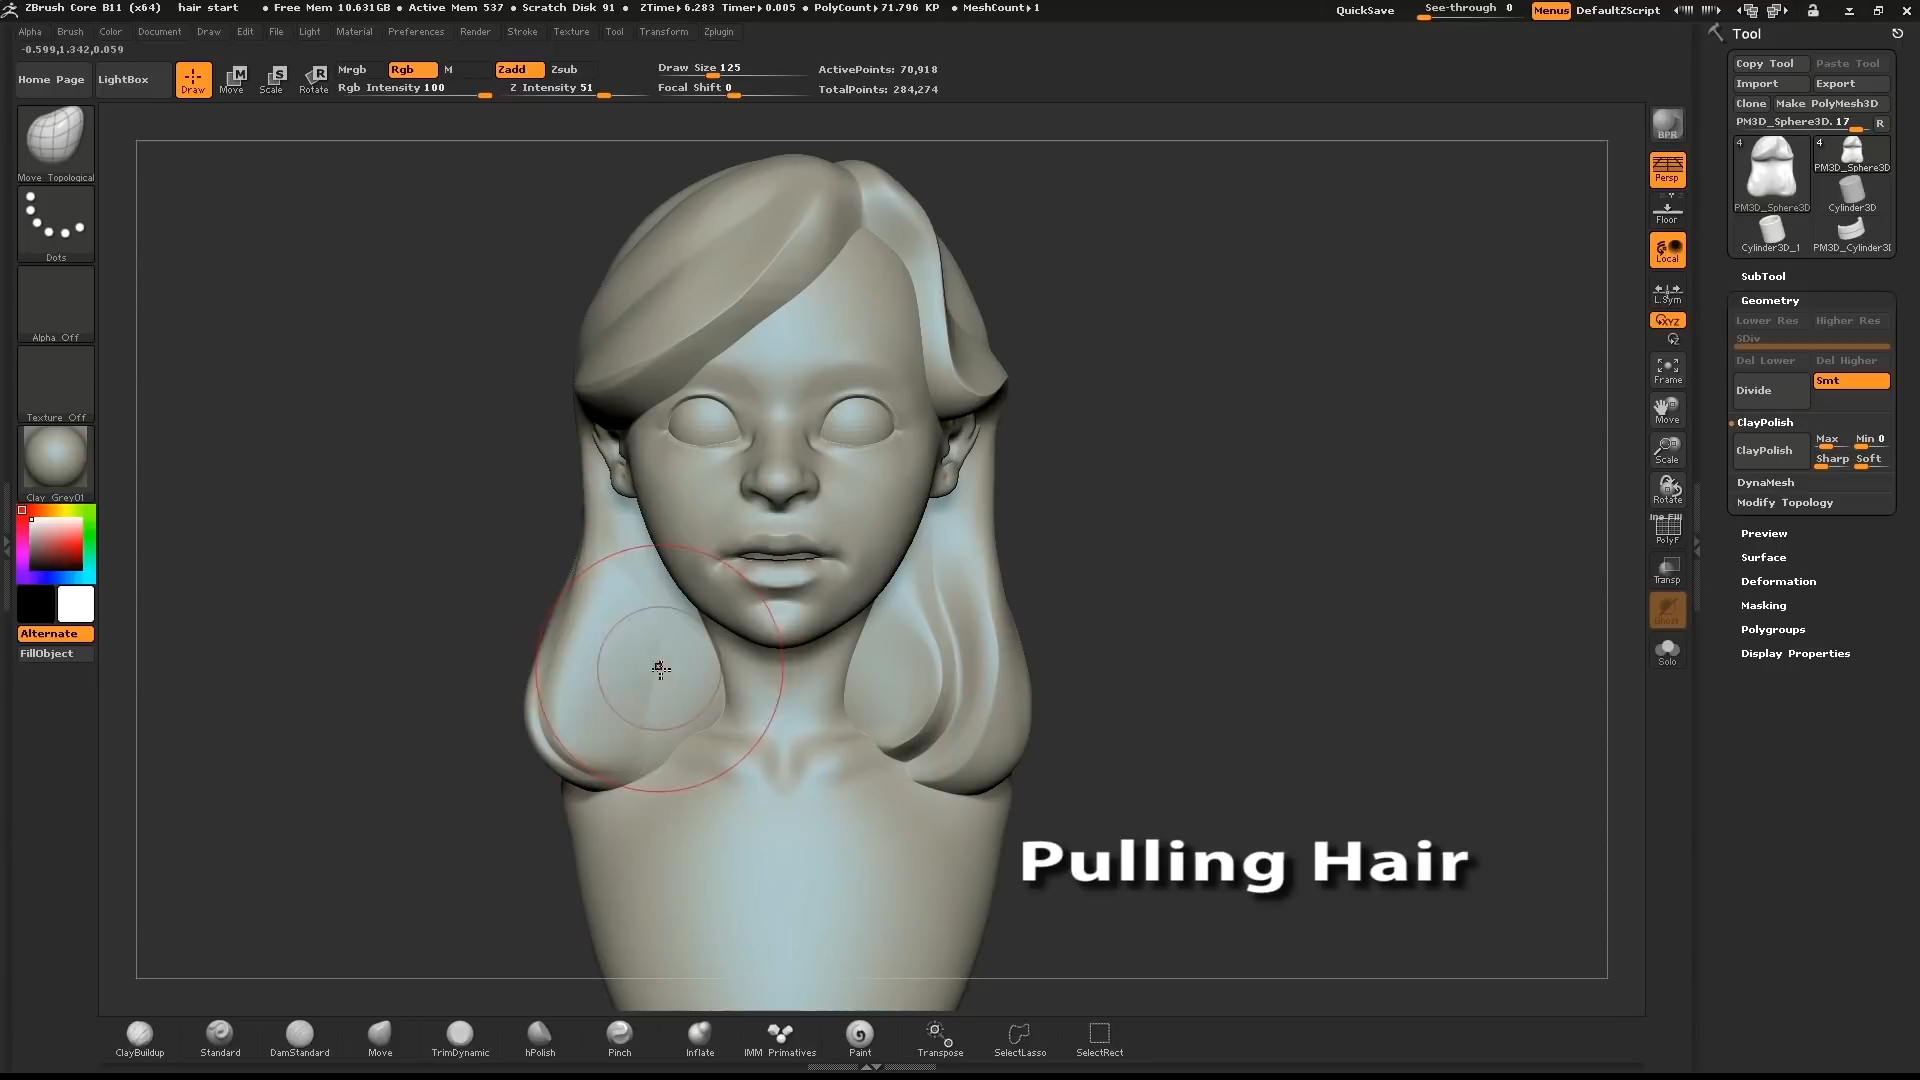 ZBrush Core B11 (x64) hair start • Free Mem 10.631GB • Active Mem 537 • Scratch Disk 91 • ZTime▸6.283 Timer▸0.005 • PolyCount▸71.796 KP • MeshCount▸1 QuickSave See-through 0 Menus DefaultZScript
Alpha Brush Color Document Draw Edit File Light Material Preferences Render Stroke Texture Tool Transform Zplugin
-0.599,1.342,0.059
Home Page LightBox Draw Move Scale Rotate
Mrgb Rgb M Zadd Zsub
Rgb Intensity 100 Z Intensity 51
Draw Size 125
Focal Shift 0
ActivePoints: 70,918
TotalPoints: 284,274
Move Topological
Dots
Alpha Off
Texture Off
Clay Grey01
Alternate
FillObject
Pulling Hair
BPR
Persp
Floor
Local
L.Sym
XYZ
Frame
Move
Scale
Rotate
PolyF
Transp
Ghost
Solo
Tool
Copy Tool Paste Tool
Import Export
Clone Make PolyMesh3D
PM3D_Sphere3D. 17 R
4 4
PM3D_Sphere3D PM3D_Sphere3D
Cylinder3D
Cylinder3D_1 PM3D_Cylinder3D
SubTool
Geometry
Lower Res Higher Res
SDiv
Del Lower Del Higher
Divide Smt
ClayPolish
ClayPolish Max Min 0
Sharp Soft
DynaMesh
Modify Topology
Preview
Surface
Deformation
Masking
Polygroups
Display Properties
ClayBuildup Standard DamStandard Move TrimDynamic hPolish Pinch Inflate IMM Primitives Paint Transpose SelectLasso SelectRect